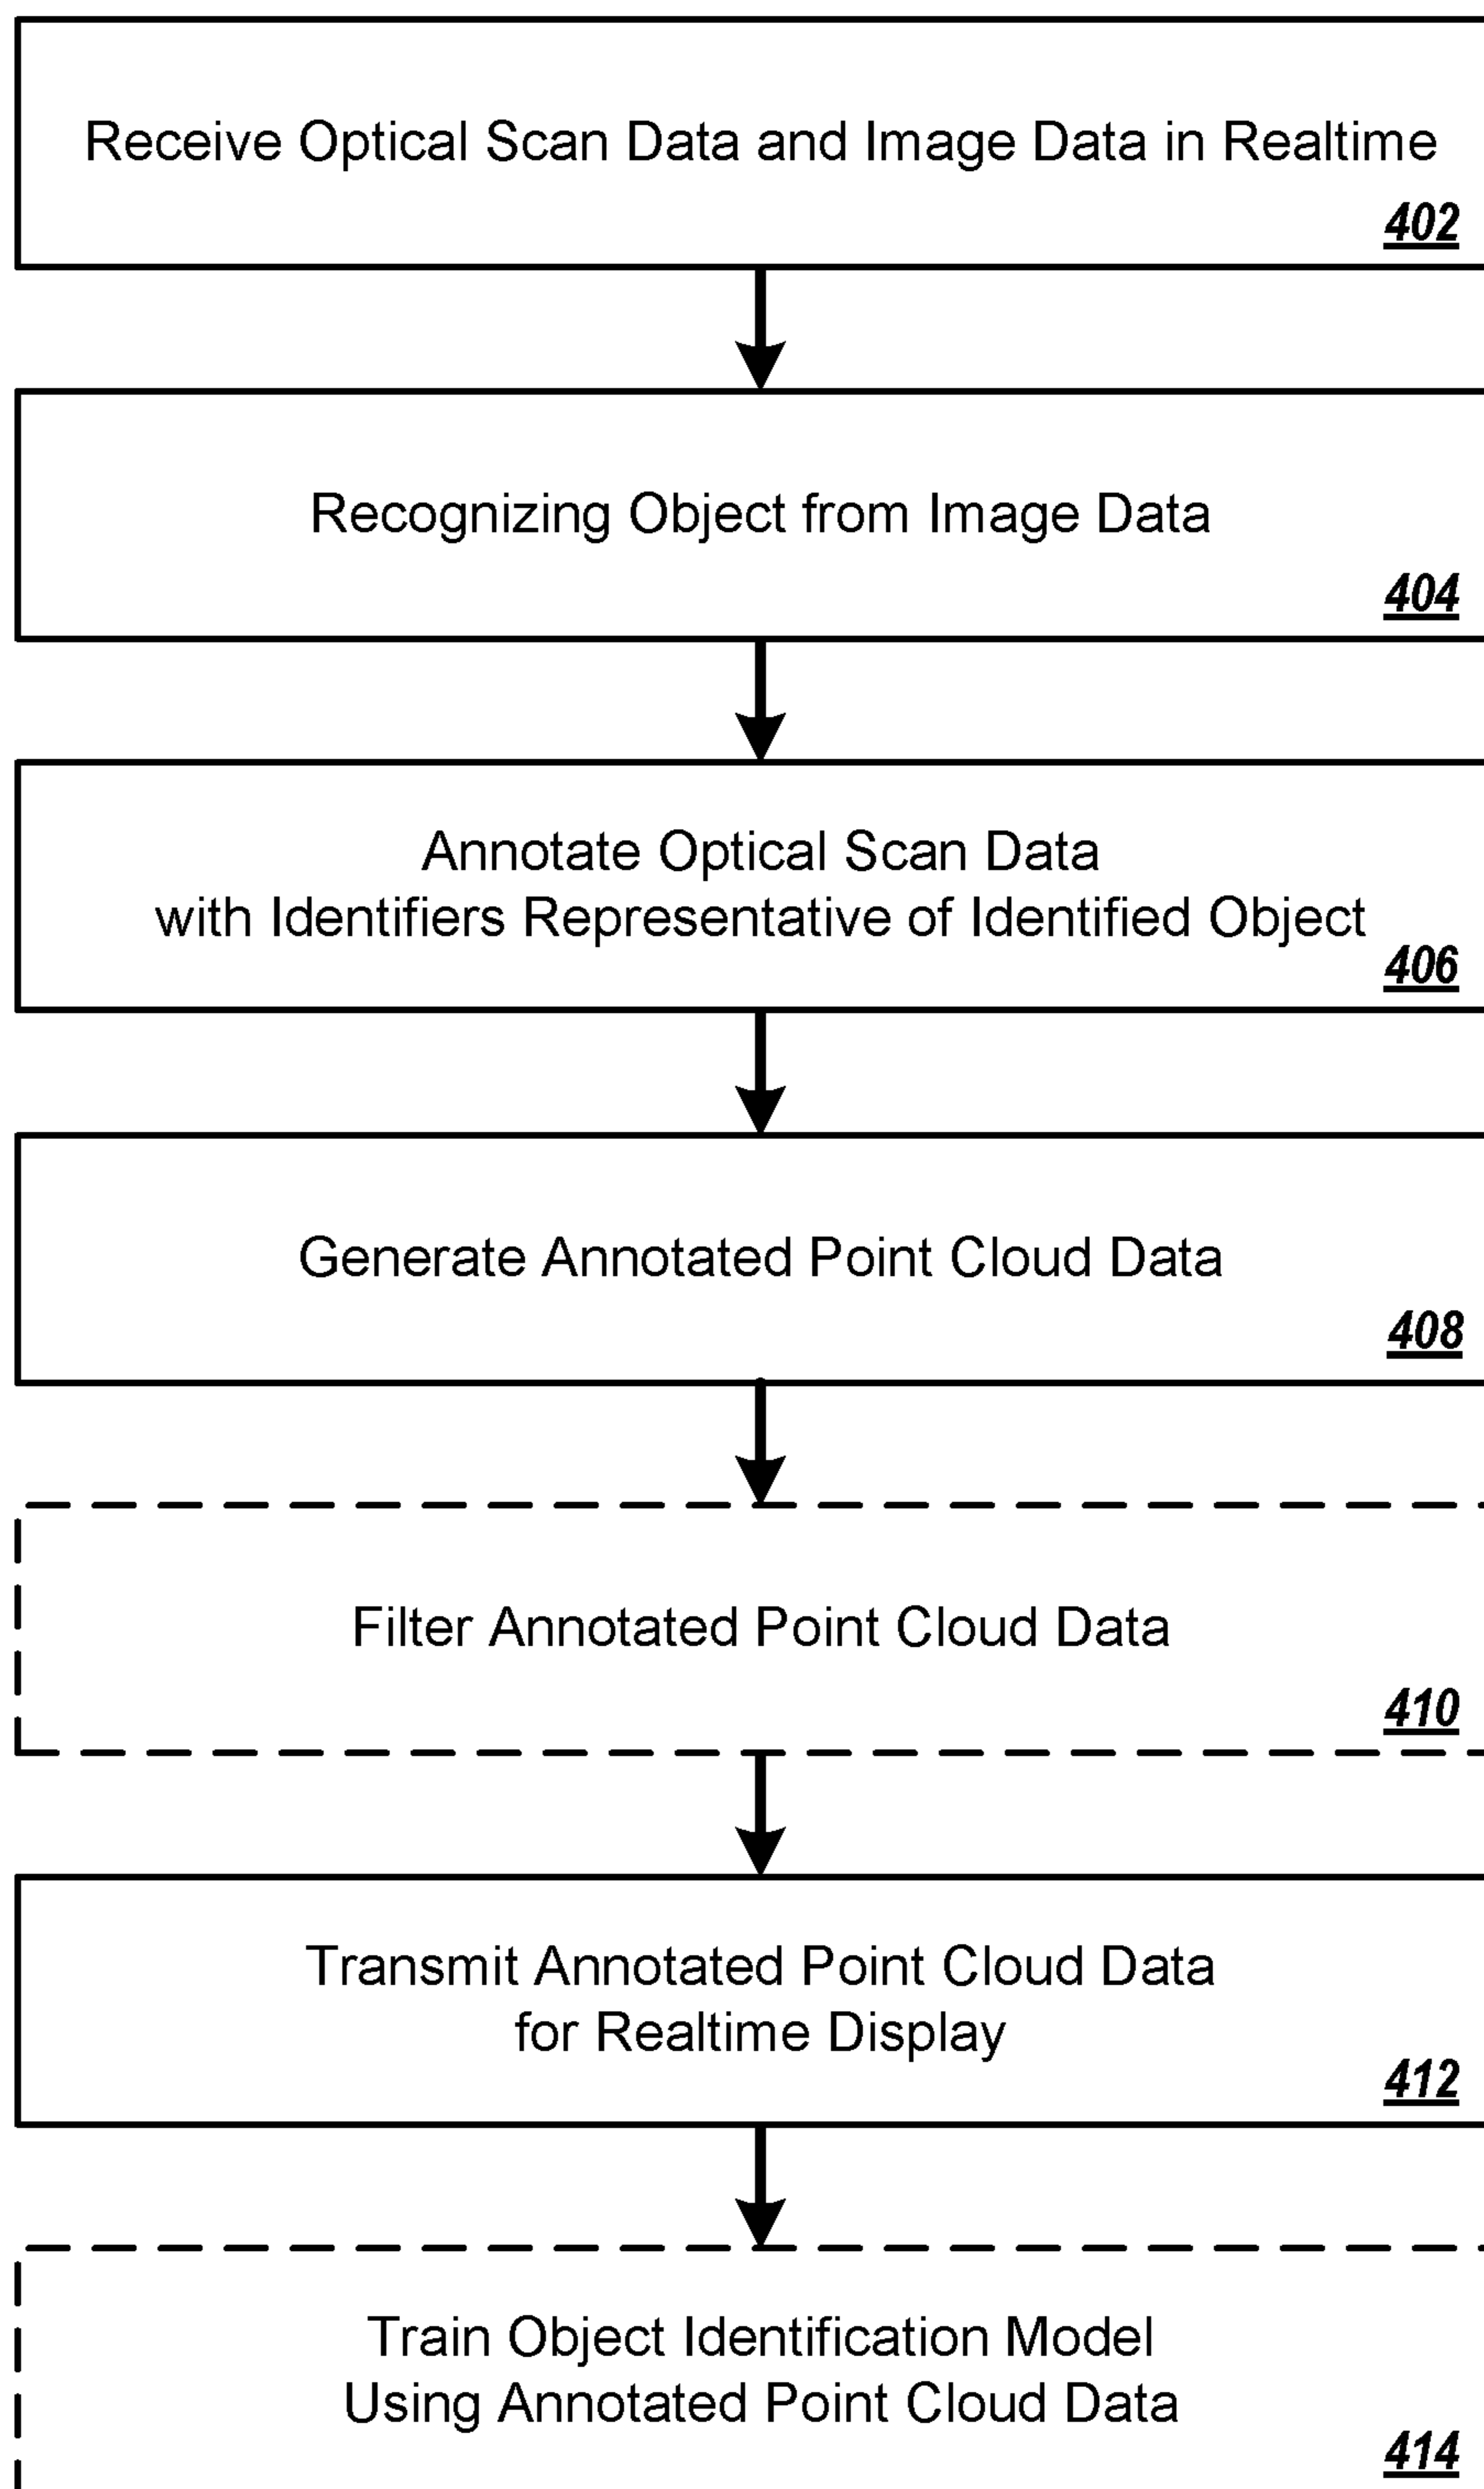 Receive Optical Scan Data and Image Data in Realtime
402
Recognizing Object from Image Data
404
Annotate Optical Scan Data
with Identifiers Representative of Identified Object
406
Generate Annotated Point Cloud Data
408
Filter Annotated Point Cloud Data
410
Transmit Annotated Point Cloud Data
for Realtime Display
412
Train Object Identification Model
Using Annotated Point Cloud Data
414